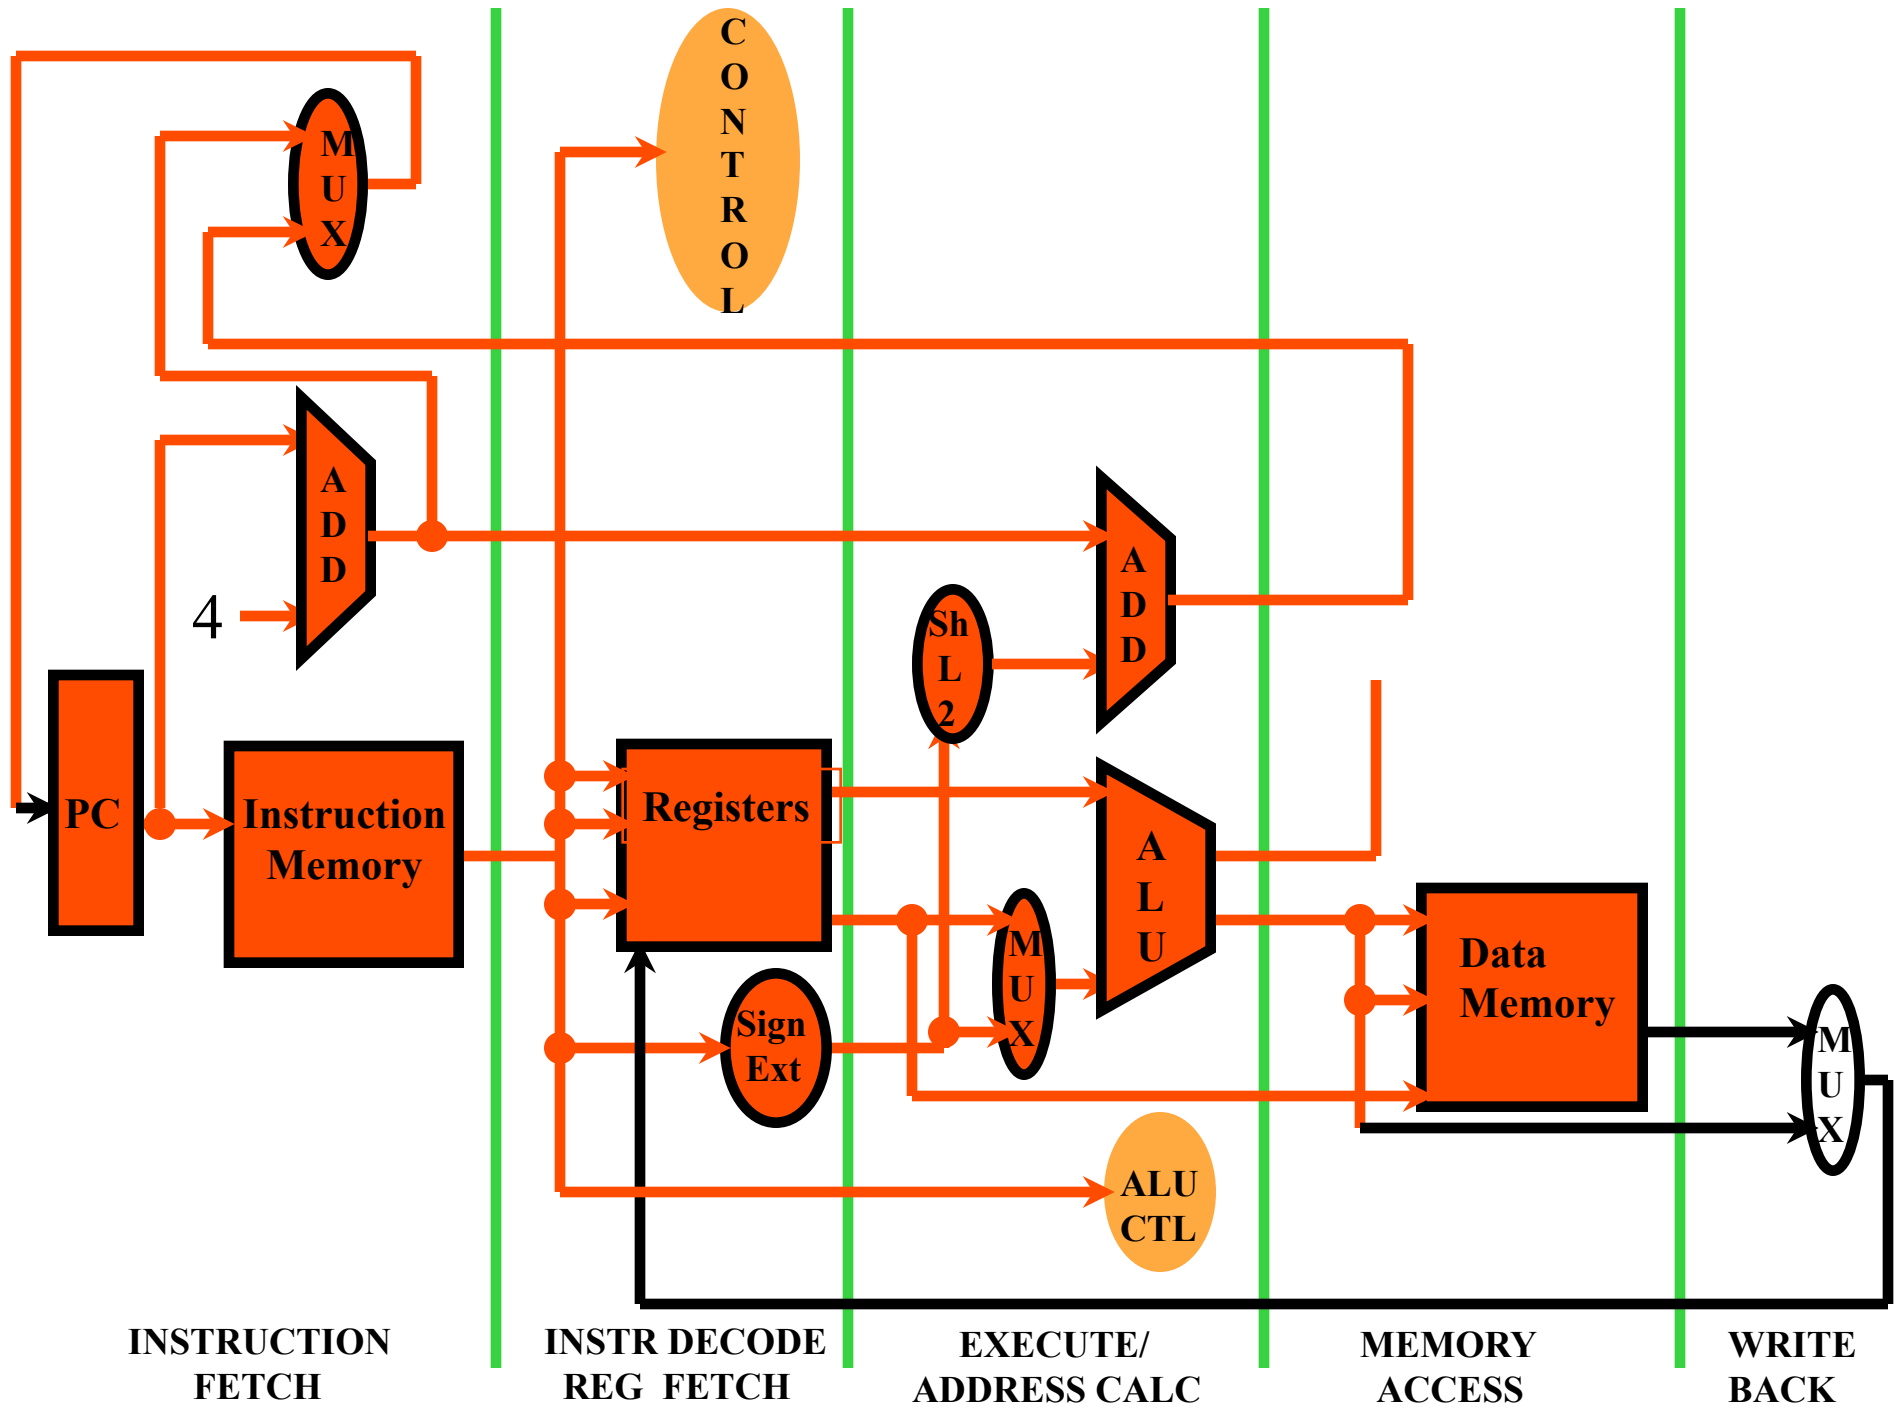 C
O
N
T
R
O
L
M
U
X
A
D
D
4
A
D
D
Sh
L
2
PC
Instruction
Memory
Registers
A
L
U
M
U
X
Data
Memory
Sign
Ext
M
U
X
ALU
CTL
INSTRUCTION
FETCH
INSTR DECODE
REG FETCH
EXECUTE/
ADDRESS CALC
MEMORY
ACCESS
WRITE
BACK